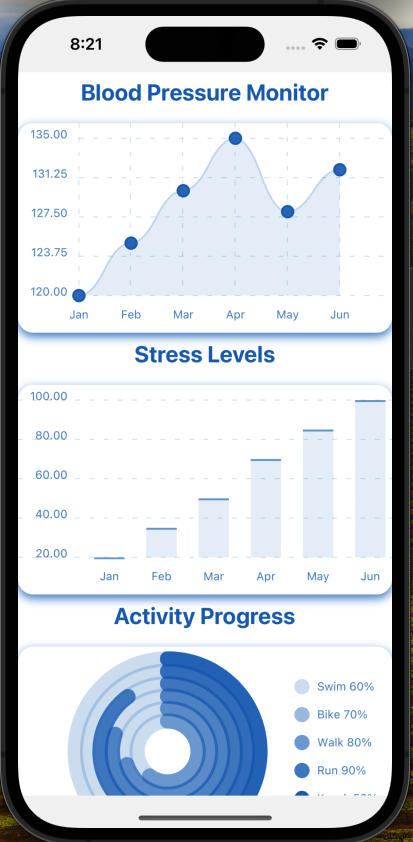 8:21
Blood Pressure Monitor
135.00
131.25
127.50
123.75
120.00
Jan Feb Mar Apr May Jun
Stress Levels
100.00
80.00
60.00
40.00
20.00
Jan Feb Mar Apr May Jun
Activity Progress
Swim 60%
Bike 70%
Walk 80%
Run 90%